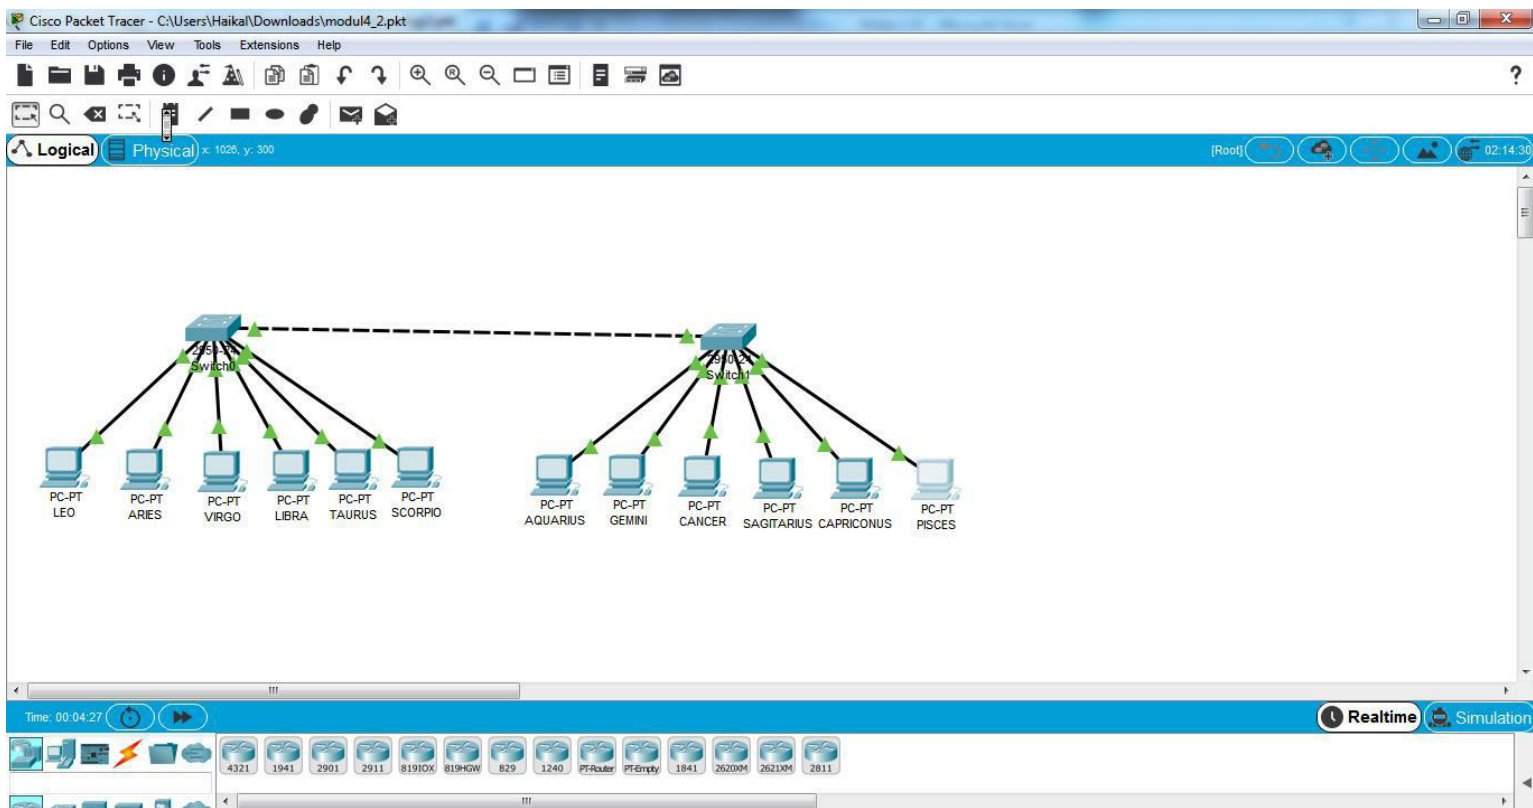 Cisco Packet Tracer - C:\Users\Haikal\Downloads\modul4_2.pkt
File Edit Options View Tools Extensions Help
?
Logical Physical x: 1026, y: 300 [Root] 02:14:30
2950-24
Switch0
2950-24
Switch1
PC-PT
LEO
PC-PT
ARIES
PC-PT
VIRGO
PC-PT
LIBRA
PC-PT
TAURUS
PC-PT
SCORPIO
PC-PT
AQUARIUS
PC-PT
GEMINI
PC-PT
CANCER
PC-PT
SAGITARIUS
PC-PT
CAPRICONUS
PC-PT
PISCES
Time: 00:04:27 Realtime Simulation
4321 1941 2901 2911 819IOX 819HGW 829 1240 PT-Router PT-Empty 1841 2620XM 2621XM 2811